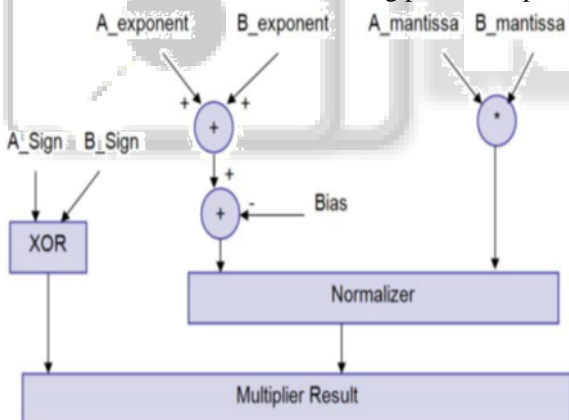 A_exponent B_exponent A_mantissa B_mantissa
+ +
+ *
A_Sign B_Sign
+
+ - Bias
XOR
Normalizer
Multiplier Result